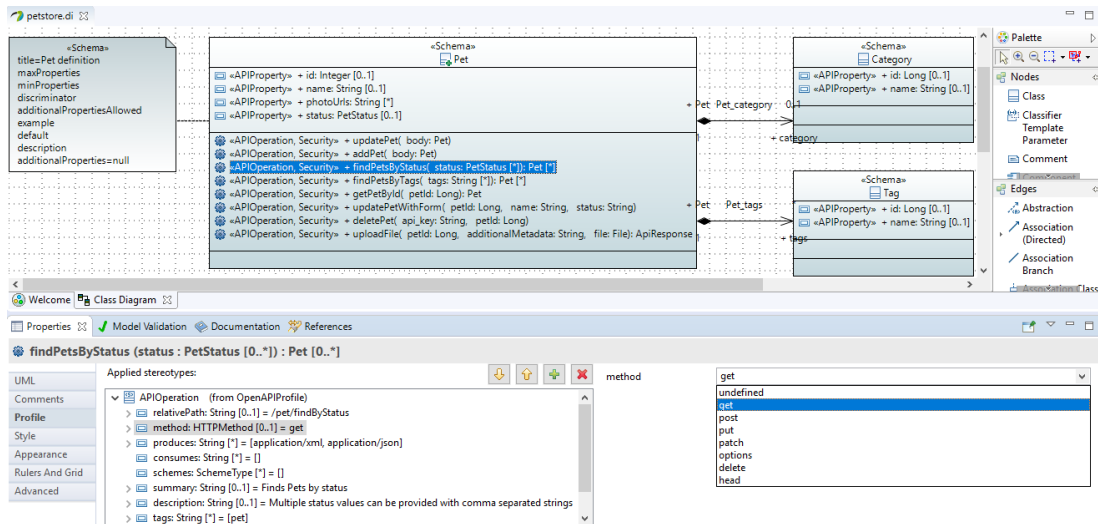 petstore.di
«Schema»
title=Pet definition
maxProperties
minProperties
discriminator
additionalPropertiesAllowed
example
default
description
additionalProperties=null
«Schema»
Pet
«APIProperty» + id: Integer [0..1]
«APIProperty» + name: String [0..1]
«APIProperty» + photoUrls: String [*]
«APIProperty» + status: PetStatus [0..1]
«APIOperation, Security» + updatePet( body: Pet)
«APIOperation, Security» + addPet( body: Pet)
«APIOperation, Security» + findPetsByStatus( status: PetStatus [*]): Pet [*]
«APIOperation, Security» + findPetsByTags( tags: String [*]): Pet [*]
«APIOperation, Security» + getPetById( petId: Long): Pet
«APIOperation, Security» + updatePetWithForm( petId: Long, name: String, status: String)
«APIOperation, Security» + deletePet( api_key: String, petId: Long)
«APIOperation, Security» + uploadFile( petId: Long, additionalMetadata: String, file: File): ApiResponse
+ Pet Pet_category 0..1
1
+ category
+ Pet Pet_tags *
1
+ tags
«Schema»
Category
«APIProperty» + id: Long [0..1]
«APIProperty» + name: String [0..1]
«Schema»
Tag
«APIProperty» + id: Long [0..1]
«APIProperty» + name: String [0..1]
Palette
Nodes
Class
Classifier
Template
Parameter
Comment
Component
Edges
Abstraction
Association
(Directed)
Association
Branch
Association Class
Welcome
Class Diagram
Properties
Model Validation
Documentation
References
findPetsByStatus (status : PetStatus [0..*]) : Pet [0..*]
UML
Comments
Profile
Style
Appearance
Rulers And Grid
Advanced
Applied stereotypes:
APIOperation (from OpenAPIProfile)
relativePath: String [0..1] = /pet/findByStatus
method: HTTPMethod [0..1] = get
produces: String [*] = [application/xml, application/json]
consumes: String [*] = []
schemes: SchemeType [*] = []
summary: String [0..1] = Finds Pets by status
description: String [0..1] = Multiple status values can be provided with comma separated strings
tags: String [*] = [pet]
method
get
undefined
get
post
put
patch
options
delete
head